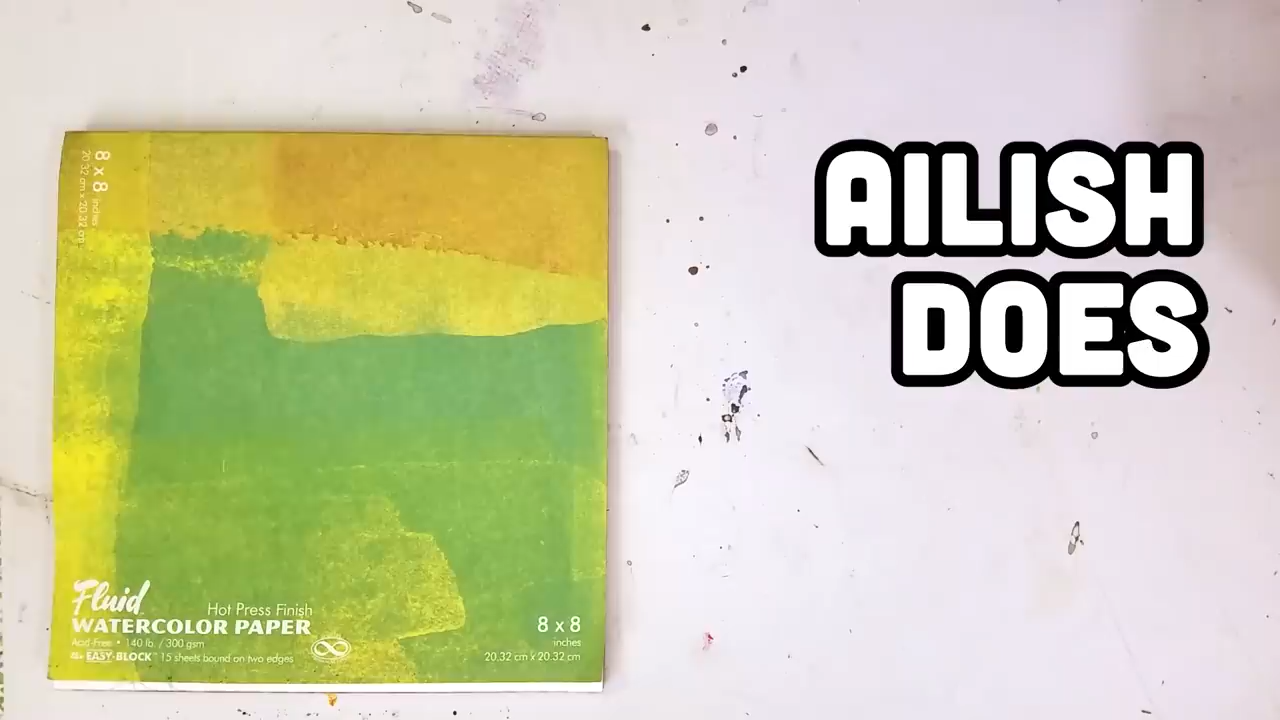 8 x 8 inches
20.32 cm x 20.32 cm
AILISH
DOES
Fluid
Hot Press Finish
WATERCOLOR PAPER
Acid-Free • 140 lb. / 300 gsm
EASY-BLOCK™ 15 sheets bound on two edges
8 x 8
inches
20.32 cm x 20.32 cm